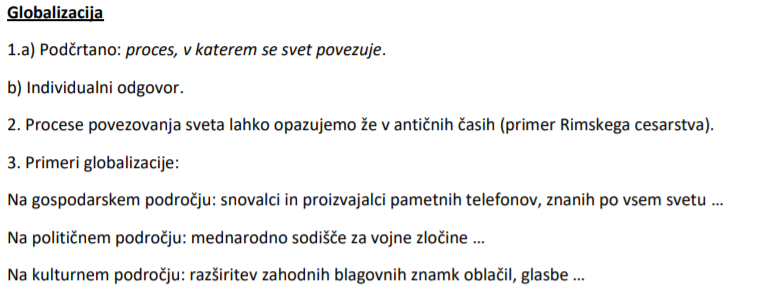 Globalizacija
1.a) Podčrtano: proces, v katerem se svet povezuje.
b) Individualni odgovor.
2. Procese povezovanja sveta lahko opazujemo že v antičnih časih (primer Rimskega cesarstva).
3. Primeri globalizacije:
Na gospodarskem področju: snovalci in proizvajalci pametnih telefonov, znanih po vsem svetu ...
Na političnem področju: mednarodno sodišče za vojne zločine ...
Na kulturnem področju: razširitev zahodnih blagovnih znamk oblačil, glasbe ...